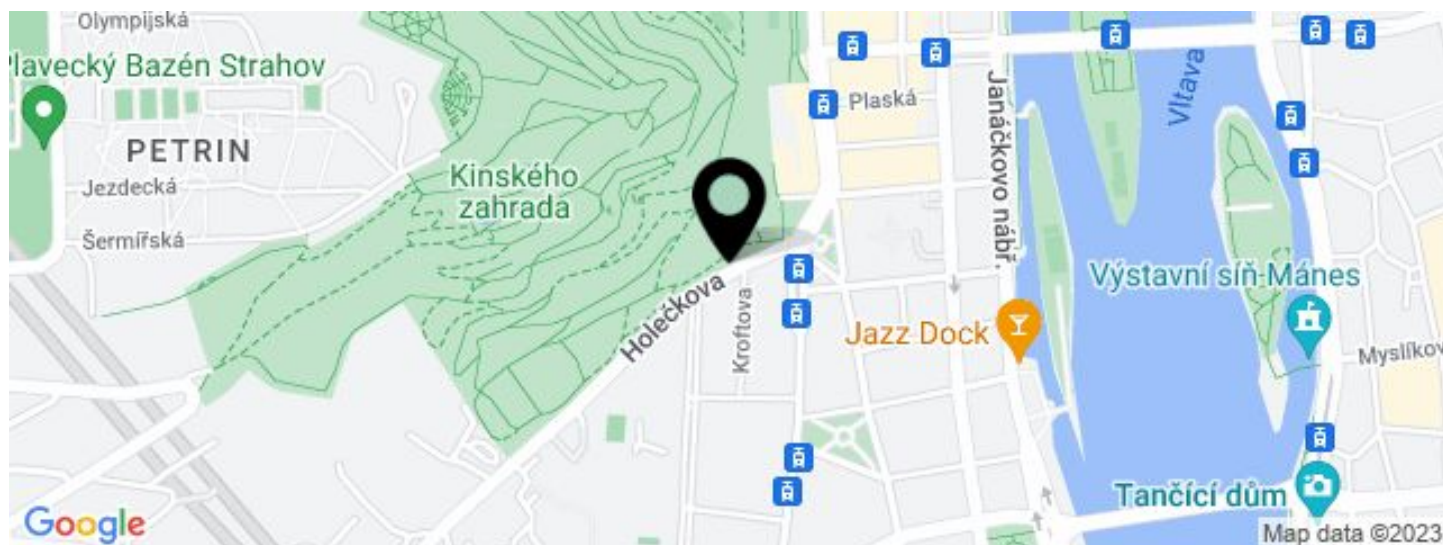 Olympijská
Plavecký Bazén Strahov
PETRIN
Jezdecká
Šermířská
Kinského
zahrada
Plaská
Janáčkovo nábř.
Vltava
Holečkova
Kroftova
Jazz Dock
Výstavní síň Mánes
Myslíkov
Tančící dům
Google
Map data ©2023